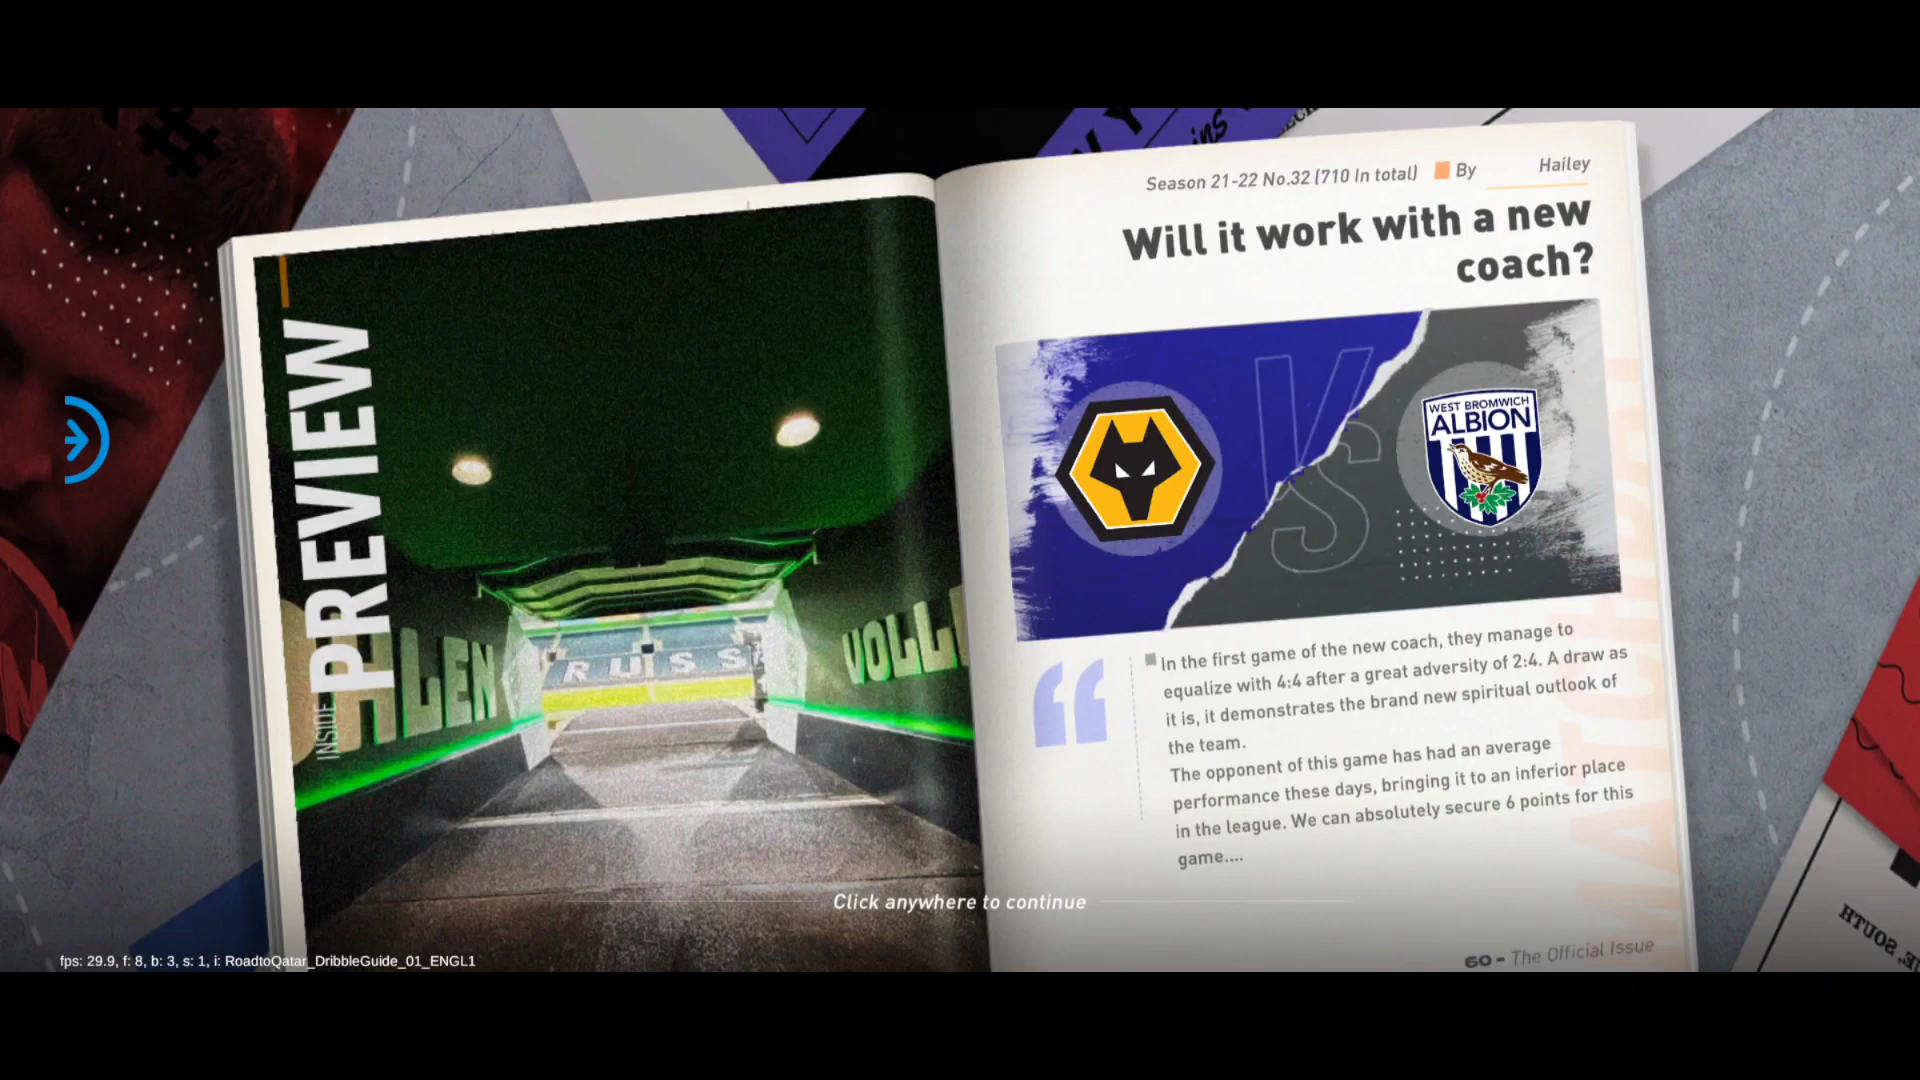 #
INSIDE PREVIEW
HLEN
RUSS
VOLL
Season 21-22 No.32 (710 In total)
By Hailey
Will it work with a new
coach?
VS
WEST BROMWICH
ALBION
In the first game of the new coach, they manage to
equalize with 4:4 after a great adversity of 2:4. A draw as
it is, it demonstrates the brand new spiritual outlook of
the team.
The opponent of this game has had an average
performance these days, bringing it to an inferior place
in the league. We can absolutely secure 6 points for this
game....
MATCHDAY
Click anywhere to continue
60 - The Official Issue
fps: 29.9, f: 8, b: 3, s: 1, i: RoadtoQatar_DribbleGuide_01_ENGL1